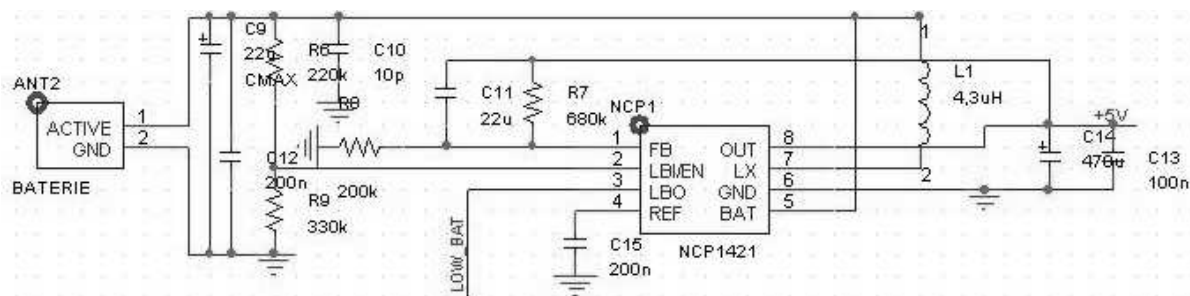 C9
22u
CMAX
R6
220k
C10
10p
ANT2
1
ACTIVE
2
GND
BATERIE
C12
200n
R8
200k
R9
330k
C11
22u
R7
680k
NCP1
1
FB
OUT
8
2
LBI/EN
LX
7
3
LBO
GND
6
4
REF
BAT
5
NCP1421
LOW_BAT
C15
200n
1
L1
4,3uH
2
+5V
C14
470u
C13
100n